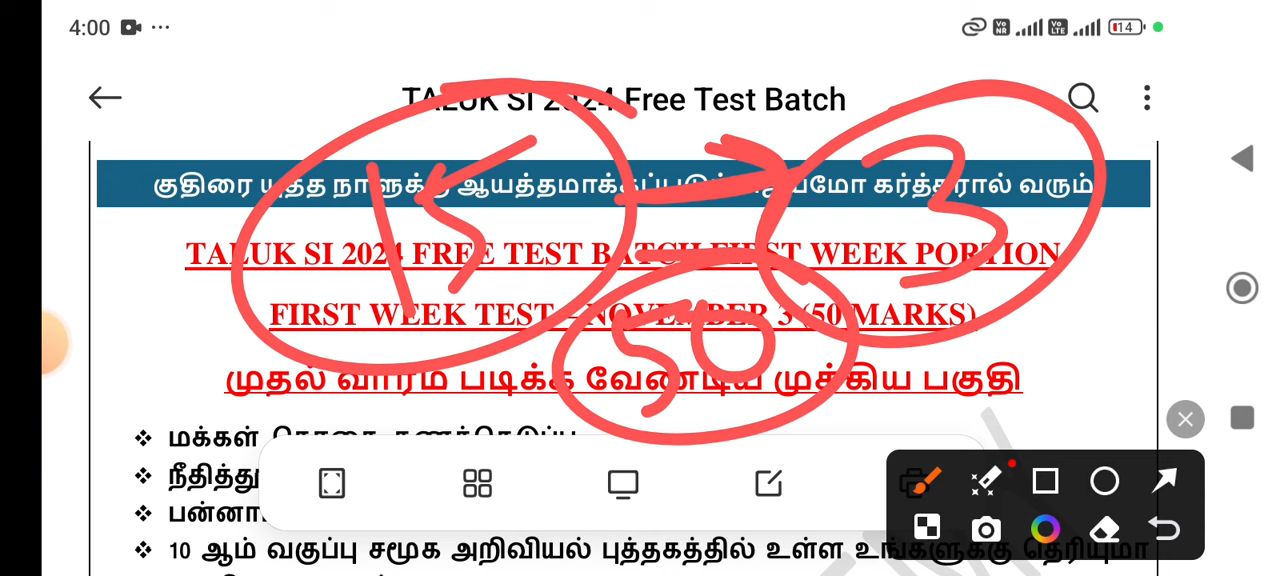 4:00 14
TALUK SI 2024 Free Test Batch
குதிரை யுத்த நாளுக்கு ஆயத்தமாக்கப்படும் ஜெயமோ கர்த்தரால் வரும்
TALUK SI 2024 FREE TEST BATCH FIRST WEEK PORTION
15 → 3
FIRST WEEK TEST – NOVEMBER 3 (50 MARKS)
50
முதல் வாரம் படிக்க வேண்டிய முக்கிய பகுதி
❖ மக்கள் தொகை கணக்கெடுப்பு
❖ நீதித்து
❖ பன்னா
❖ 10 ஆம் வகுப்பு சமூக அறிவியல் புத்தகத்தில் உள்ள உங்களுக்கு தெரியுமா